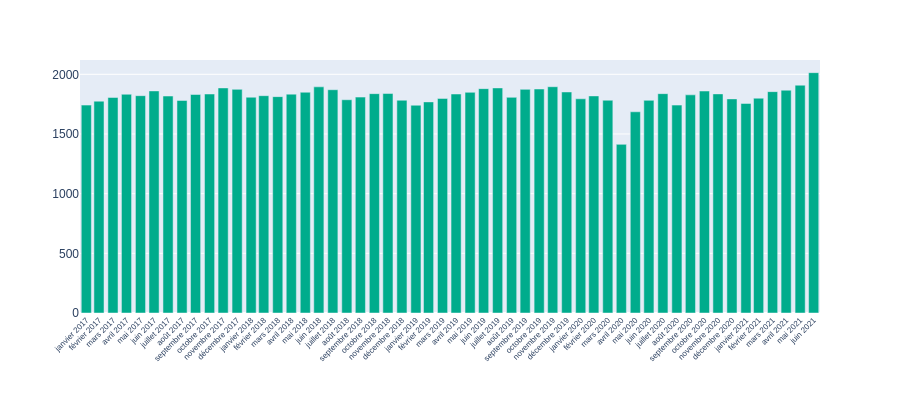 2000
1500
1000
500
0
janvier 2017
février 2017
mars 2017
avril 2017
mai 2017
juin 2017
juillet 2017
août 2017
septembre 2017
octobre 2017
novembre 2017
décembre 2017
janvier 2018
février 2018
mars 2018
avril 2018
mai 2018
juin 2018
juillet 2018
août 2018
septembre 2018
octobre 2018
novembre 2018
décembre 2018
janvier 2019
février 2019
mars 2019
avril 2019
mai 2019
juin 2019
juillet 2019
août 2019
septembre 2019
octobre 2019
novembre 2019
décembre 2019
janvier 2020
février 2020
mars 2020
avril 2020
mai 2020
juin 2020
juillet 2020
août 2020
septembre 2020
octobre 2020
novembre 2020
décembre 2020
janvier 2021
février 2021
mars 2021
avril 2021
mai 2021
juin 2021